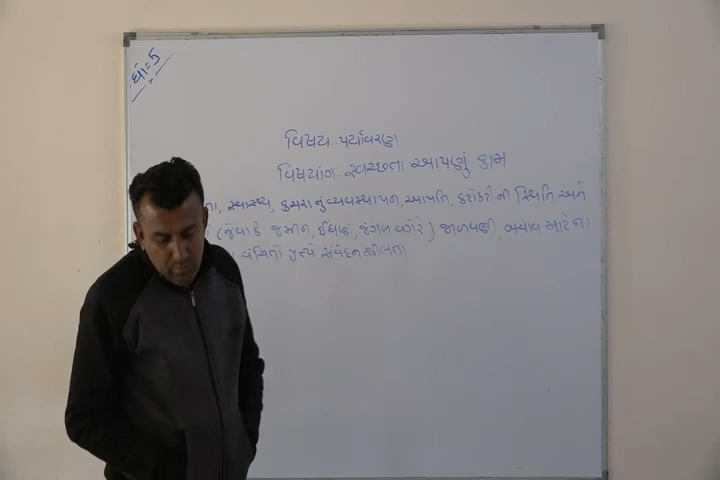 ધો:- 5
વિષય - પર્યાવરણ
વિષયાંગ - સ્વચ્છતા આપણું કામ
તા, સ્વાસ્થ્ય, કુચરાનું વ્યવસ્થાપન, આપત્તિ, કટોકટી ની સ્થિતિ અને
(જેવા કે જમીન, ઈંધણ, જંગલ વગેરે) જાળવણી, બચાવ માટેના
વંચિતો પ્રત્યે સંવેદનશીલતા